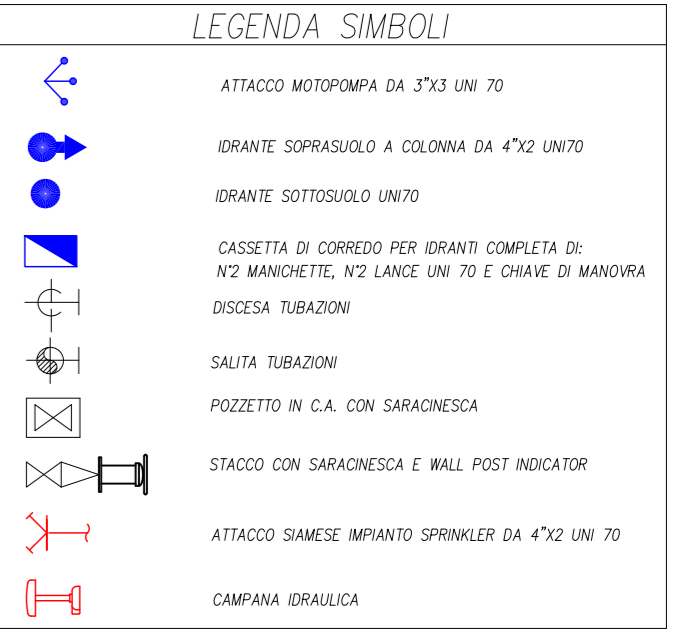 LEGENDA SIMBOLI
ATTACCO MOTOPOMPA DA 3"X3 UNI 70
IDRANTE SOPRASUOLO A COLONNA DA 4"X2 UNI70
IDRANTE SOTTOSUOLO UNI70
CASSETTA DI CORREDO PER IDRANTI COMPLETA DI:
N°2 MANICHETTE, N°2 LANCE UNI 70 E CHIAVE DI MANOVRA
DISCESA TUBAZIONI
SALITA TUBAZIONI
POZZETTO IN C.A. CON SARACINESCA
STACCO CON SARACINESCA E WALL POST INDICATOR
ATTACCO SIAMESE IMPIANTO SPRINKLER DA 4"X2 UNI 70
CAMPANA IDRAULICA